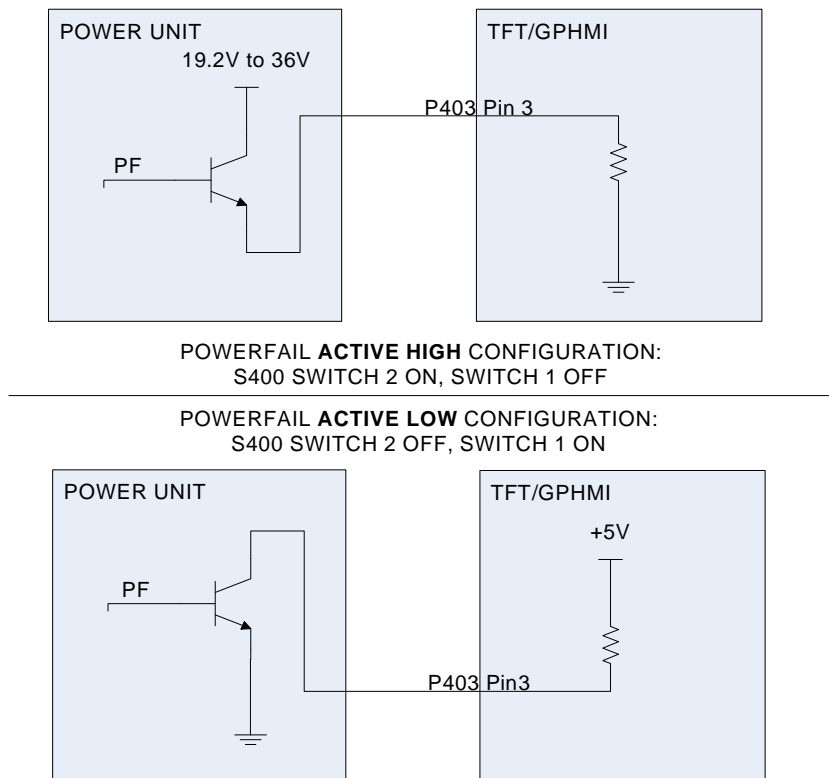 POWER UNIT
19.2V to 36V
PF
TFT/GPHMI
P403 Pin 3
POWERFAIL ACTIVE HIGH CONFIGURATION:
S400 SWITCH 2 ON, SWITCH 1 OFF
POWERFAIL ACTIVE LOW CONFIGURATION:
S400 SWITCH 2 OFF, SWITCH 1 ON
POWER UNIT
PF
TFT/GPHMI
+5V
P403 Pin3